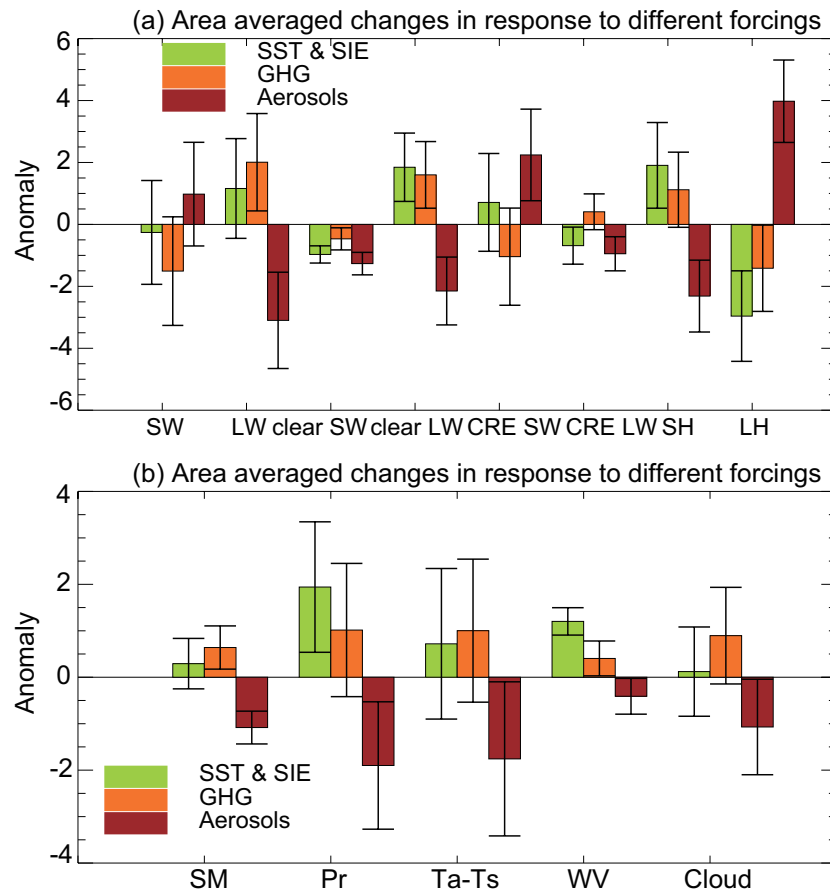 (a) Area averaged changes in response to different forcings
6
4
2
0
-2
-4
-6
Anomaly
SST & SIE
GHG
Aerosols
SW LW clear SW clear LW CRE SW CRE LW SH LH
(b) Area averaged changes in response to different forcings
4
2
0
-2
-4
Anomaly
SST & SIE
GHG
Aerosols
SM Pr Ta-Ts WV Cloud